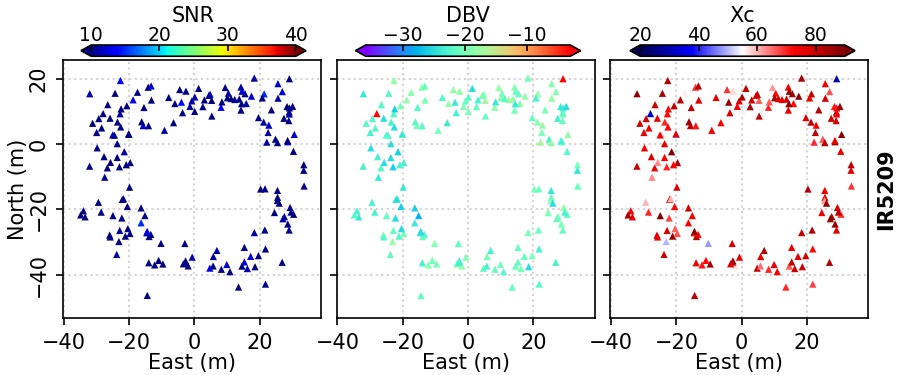 SNR DBV Xc
10 20 30 40 −30 −20 −10 20 40 60 80
20
0
−20
−40
North (m)
−40 −20 0 20 −40 −20 0 20 −40 −20 0 20
East (m) East (m) East (m)
IR5209